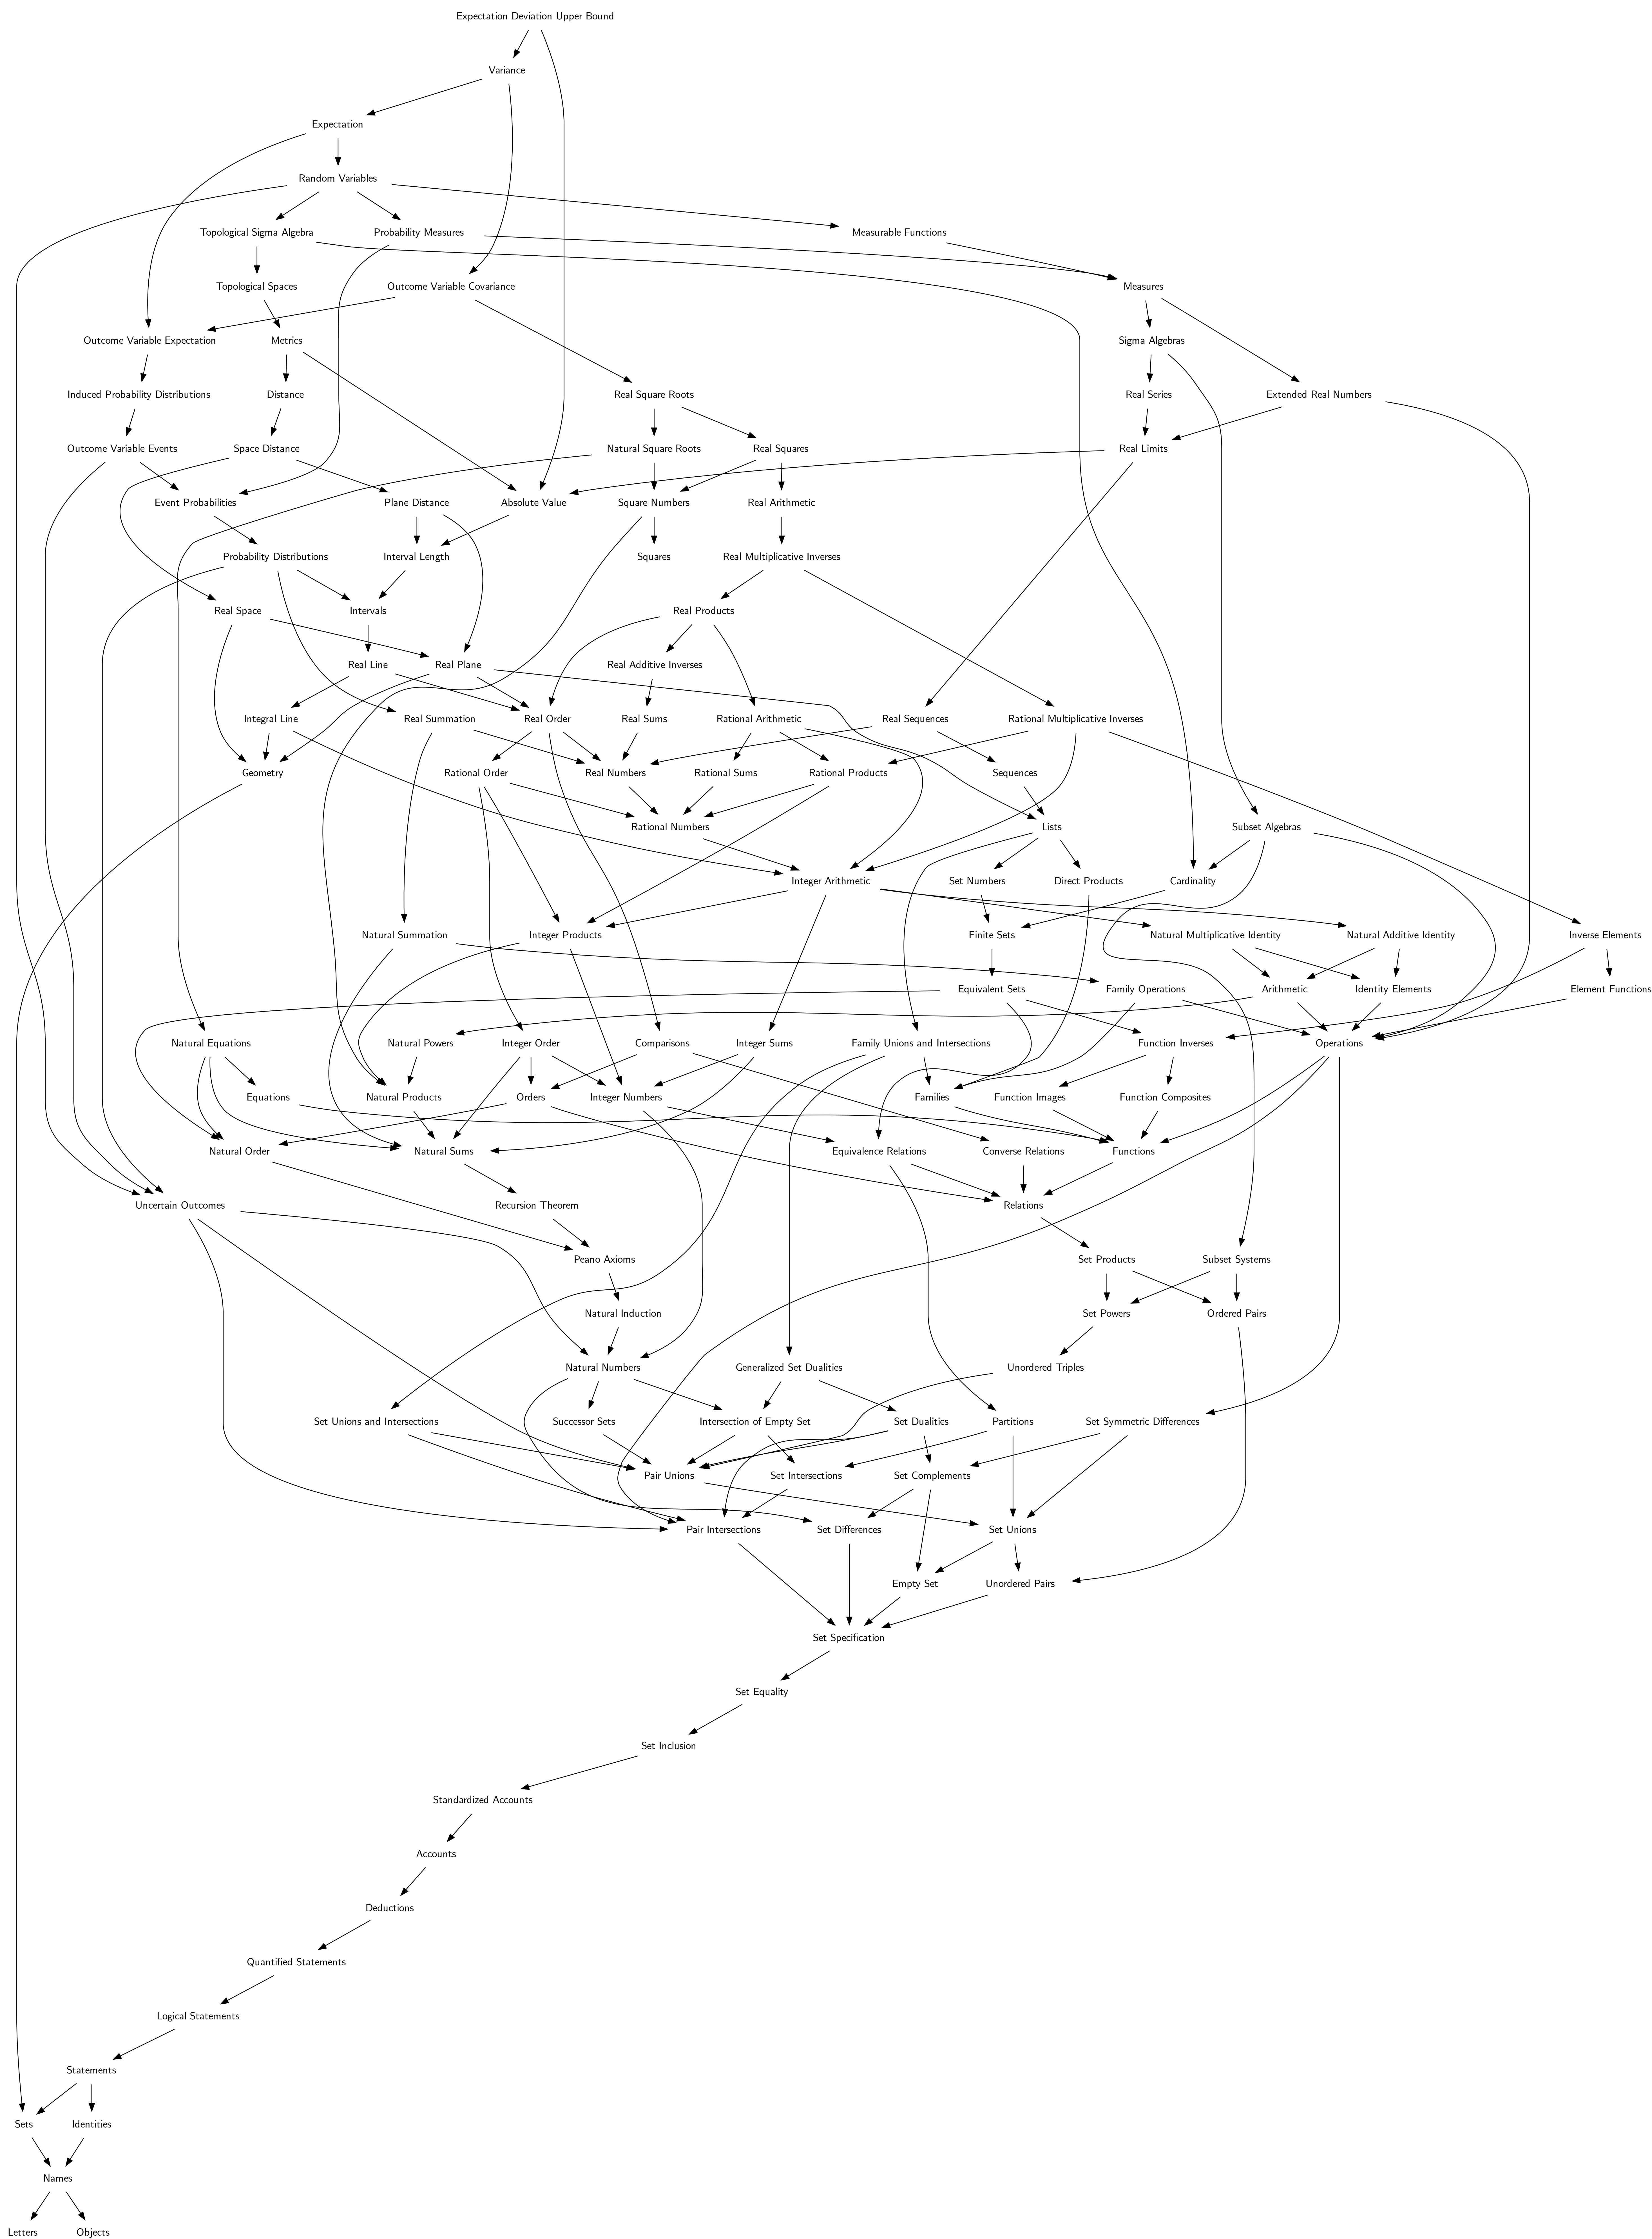 Expectation Deviation Upper Bound
Variance
Expectation
Random Variables
Topological Sigma Algebra
Probability Measures
Measurable Functions
Topological Spaces
Outcome Variable Covariance
Measures
Outcome Variable Expectation
Metrics
Sigma Algebras
Induced Probability Distributions
Distance
Real Square Roots
Real Series
Extended Real Numbers
Outcome Variable Events
Space Distance
Natural Square Roots
Real Squares
Real Limits
Event Probabilities
Plane Distance
Absolute Value
Square Numbers
Real Arithmetic
Probability Distributions
Interval Length
Squares
Real Multiplicative Inverses
Real Space
Intervals
Real Products
Real Line
Real Plane
Real Additive Inverses
Integral Line
Real Summation
Real Order
Real Sums
Rational Arithmetic
Real Sequences
Rational Multiplicative Inverses
Geometry
Rational Order
Real Numbers
Rational Sums
Rational Products
Sequences
Rational Numbers
Lists
Subset Algebras
Integer Arithmetic
Set Numbers
Direct Products
Cardinality
Natural Summation
Integer Products
Finite Sets
Natural Multiplicative Identity
Natural Additive Identity
Inverse Elements
Equivalent Sets
Family Operations
Arithmetic
Identity Elements
Element Functions
Natural Equations
Natural Powers
Integer Order
Comparisons
Integer Sums
Family Unions and Intersections
Function Inverses
Operations
Equations
Natural Products
Orders
Integer Numbers
Families
Function Images
Function Composites
Natural Order
Natural Sums
Equivalence Relations
Converse Relations
Functions
Uncertain Outcomes
Recursion Theorem
Relations
Peano Axioms
Set Products
Subset Systems
Natural Induction
Set Powers
Ordered Pairs
Natural Numbers
Generalized Set Dualities
Unordered Triples
Set Unions and Intersections
Successor Sets
Intersection of Empty Set
Set Dualities
Partitions
Set Symmetric Differences
Pair Unions
Set Intersections
Set Complements
Pair Intersections
Set Differences
Set Unions
Empty Set
Unordered Pairs
Set Specification
Set Equality
Set Inclusion
Standardized Accounts
Accounts
Deductions
Quantified Statements
Logical Statements
Statements
Sets
Identities
Names
Letters
Objects